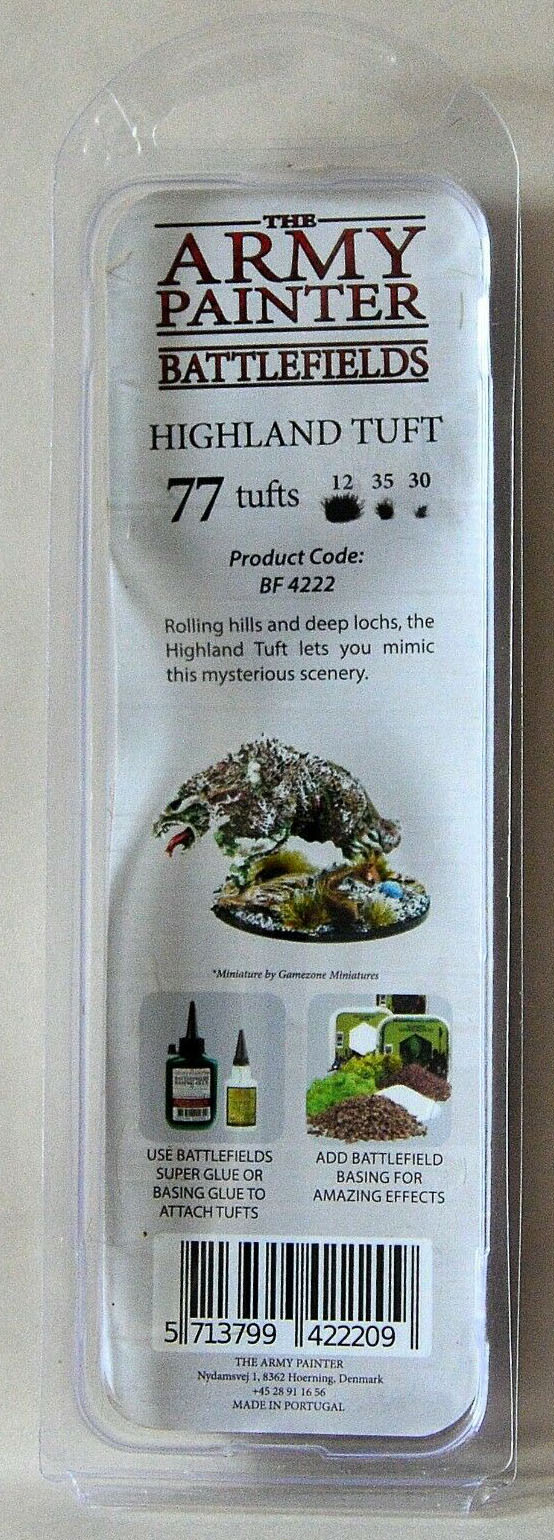 THE
ARMY
PAINTER
BATTLEFIELDS
HIGHLAND TUFT
77 tufts 12 35 30
Product Code:
BF 4222
Rolling hills and deep lochs, the
Highland Tuft lets you mimic
this mysterious scenery.
*Miniature by Gamezone Miniatures
USE BATTLEFIELDS
SUPER GLUE OR
BASING GLUE TO
ATTACH TUFTS
ADD BATTLEFIELD
BASING FOR
AMAZING EFFECTS
5 713799 422209
THE ARMY PAINTER
Nydamsvej 1, 8362 Hoerning, Denmark
+45 28 91 16 56
MADE IN PORTUGAL